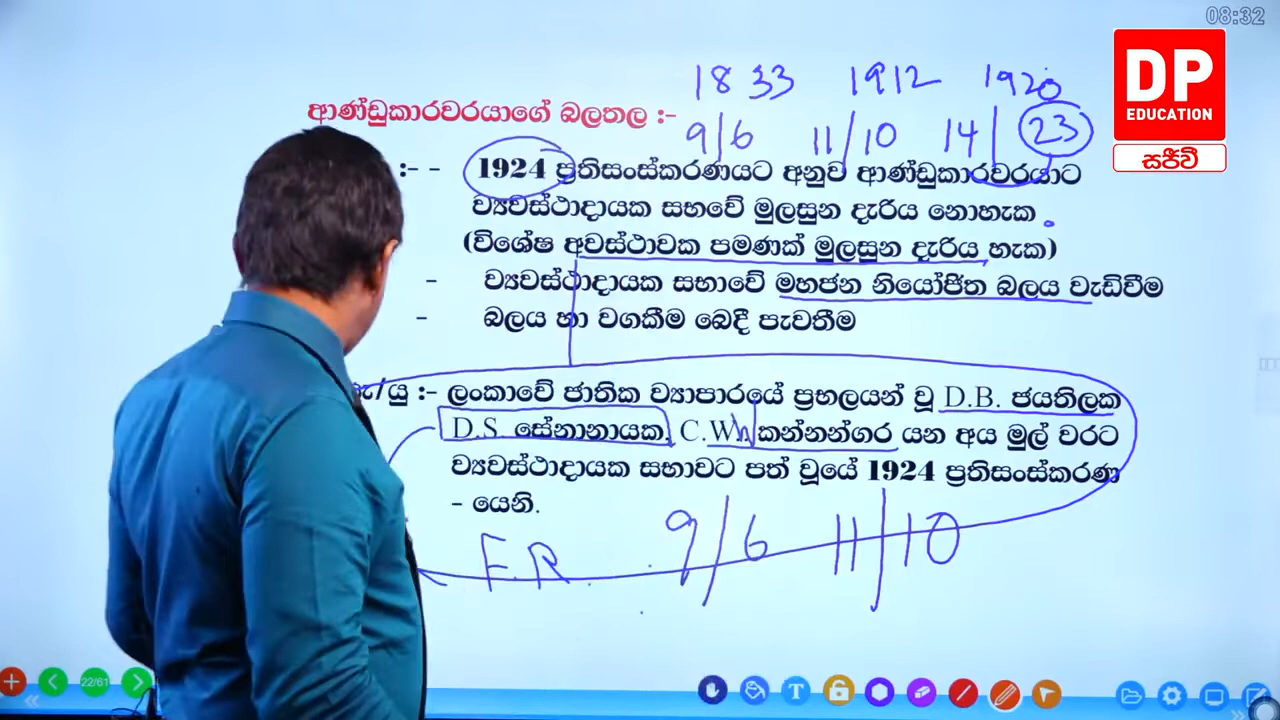 08:32
DP
EDUCATION
සජීවී
1833 1912 1920
ආණ්ඩුකාරවරයාගේ බලතල :-
9/6 11/10 14/ 23
:- - 1924 ප්‍රතිසංස්කරණයට අනුව ආණ්ඩුකාරවරයාට
ව්‍යවස්ථාදායක සභවේ මුලසුන දැරිය නොහැක
(විශේෂ අවස්ථාවක පමණක් මුලසුන දැරිය හැක)
- ව්‍යවස්ථාදායක සභාවේ මහජන නියෝජිත බලය වැඩිවීම
- බලය හා වගකීම බෙදී පැවතීම
/යු :- ලංකාවේ ජාතික ව්‍යාපාරයේ ප්‍රභලයන් වූ D.B. ජයතිලක
D.S. සේනානායක, C.W. කන්නන්ගර යන අය මුල් වරට
ව්‍යවස්ථාදායක සභාවට පත් වූයේ 1924 ප්‍රතිසංස්කරණ
- යෙනි.
F.R. 9/6 11/10
22/61